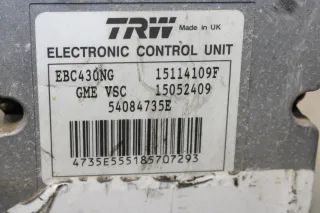 TRW Made in UK
ELECTRONIC CONTROL UNIT
EBC430NG 15114109F
GME VSC 15052409
54084735E
4735E555185707293